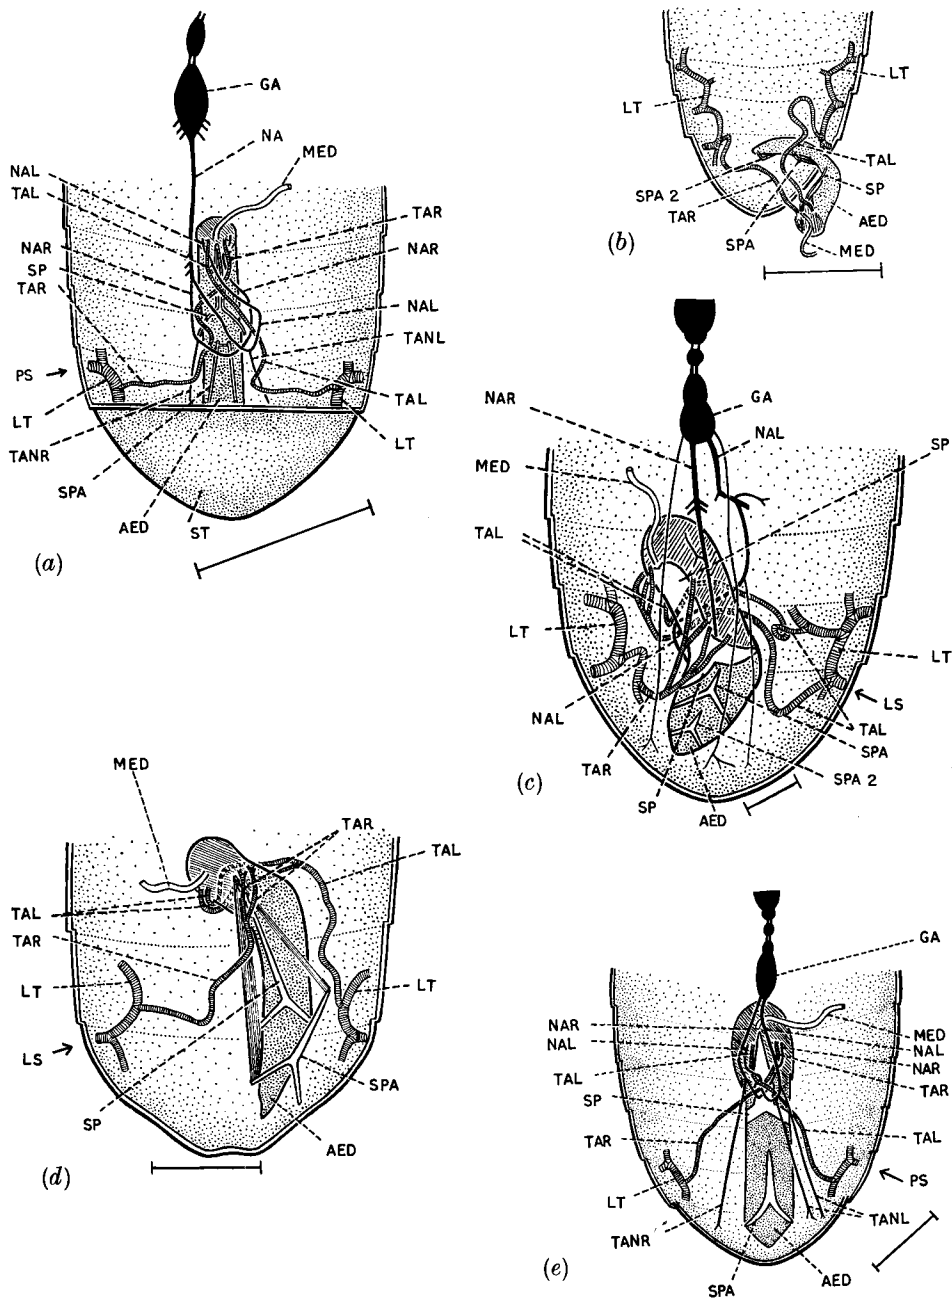 GA
NA
MED
NAL
TAL
TAR
NAR
NAR
SP
TAR
NAL
TANL
PS
LT
TAL
TANR
LT
SPA
AED
ST
(a)
LT
LT
TAL
SPA 2
SP
TAR
AED
SPA
MED
(b)
NAR
GA
NAL
SP
MED
TAL
LT
LT
LS
NAL
TAL
TAR
SPA
SPA 2
SP
AED
(c)
MED
TAR
TAL
TAL
TAR
LT
LT
LS
SPA
SP
AED
(d)
GA
NAR
MED
NAL
NAL
NAR
TAL
TAR
SP
TAR
TAL
LT
PS
TANR
TANL
SPA
AED
(e)